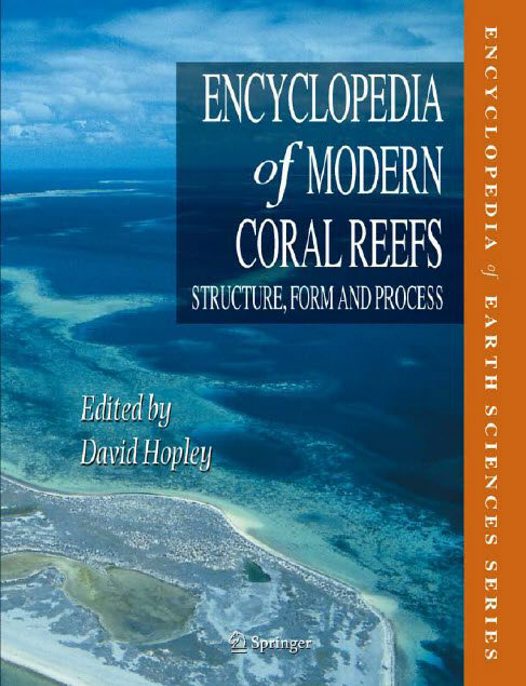 ENCYCLOPEDIA
of MODERN
CORAL REEFS
STRUCTURE, FORM AND PROCESS
Edited by
David Hopley
Springer
ENCYCLOPEDIA of EARTH SCIENCES SERIES